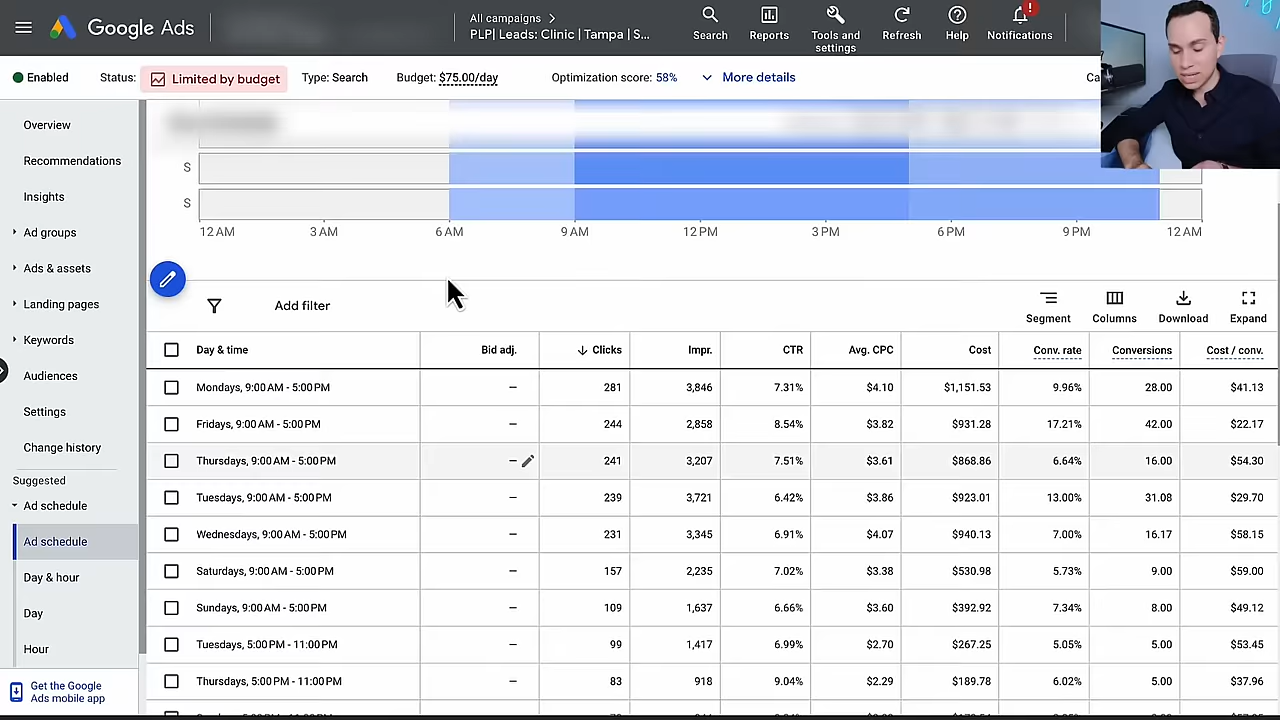 Google Ads
All campaigns
PLP| Leads: Clinic | Tampa | S...
Search
Reports
Tools and settings
Refresh
Help
!
Notifications
Enabled
Status:
Limited by budget
Type: Search
Budget: $75.00/day
Optimization score: 58%
More details
Ca
Overview
Recommendations
Insights
Ad groups
Ads & assets
Landing pages
Keywords
Audiences
Settings
Change history
Suggested
Ad schedule
Ad schedule
Day & hour
Day
Hour
Get the Google
Ads mobile app
S
S
12 AM 3 AM 6 AM 9 AM 12 PM 3 PM 6 PM 9 PM 12 AM
Add filter
Segment
Columns
Download
Expand
Day & time Bid adj. Clicks Impr. CTR Avg. CPC Cost Conv. rate Conversions Cost / conv.
Mondays, 9:00 AM - 5:00 PM – 281 3,846 7.31% $4.10 $1,151.53 9.96% 28.00 $41.13
Fridays, 9:00 AM - 5:00 PM – 244 2,858 8.54% $3.82 $931.28 17.21% 42.00 $22.17
Thursdays, 9:00 AM - 5:00 PM – 241 3,207 7.51% $3.61 $868.86 6.64% 16.00 $54.30
Tuesdays, 9:00 AM - 5:00 PM – 239 3,721 6.42% $3.86 $923.01 13.00% 31.08 $29.70
Wednesdays, 9:00 AM - 5:00 PM – 231 3,345 6.91% $4.07 $940.13 7.00% 16.17 $58.15
Saturdays, 9:00 AM - 5:00 PM – 157 2,235 7.02% $3.38 $530.98 5.73% 9.00 $59.00
Sundays, 9:00 AM - 5:00 PM – 109 1,637 6.66% $3.60 $392.92 7.34% 8.00 $49.12
Tuesdays, 5:00 PM - 11:00 PM – 99 1,417 6.99% $2.70 $267.25 5.05% 5.00 $53.45
Thursdays, 5:00 PM - 11:00 PM – 83 918 9.04% $2.29 $189.78 6.02% 5.00 $37.96